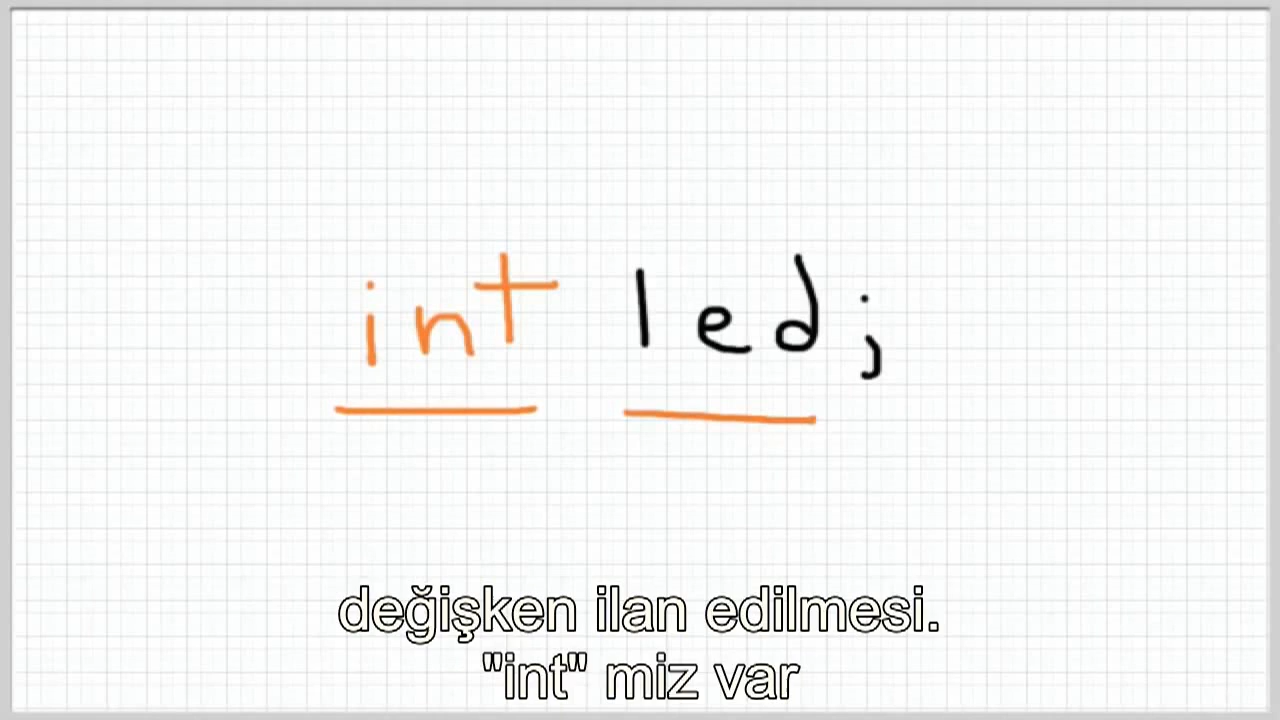 int led;
değişken ilan edilmesi.
"int" miz var